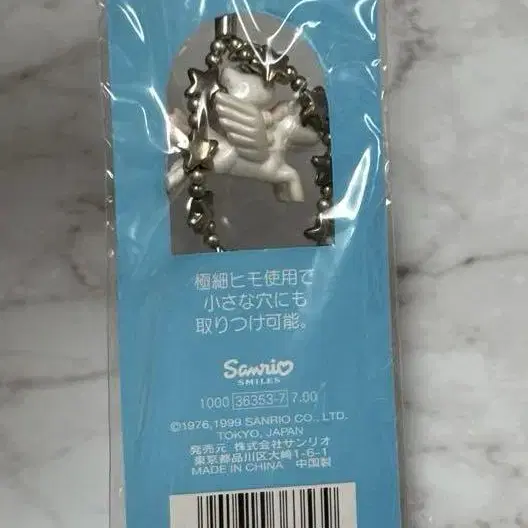 極細ヒモ使用で
小さな穴にも
取りつけ可能。
Sanrio
SMILES
1000 36353-7 7.00
©1976,1999 SANRIO CO., LTD.
TOKYO, JAPAN
発売元 株式会社サンリオ
東京都品川区大崎1-6-1
MADE IN CHINA 中国製